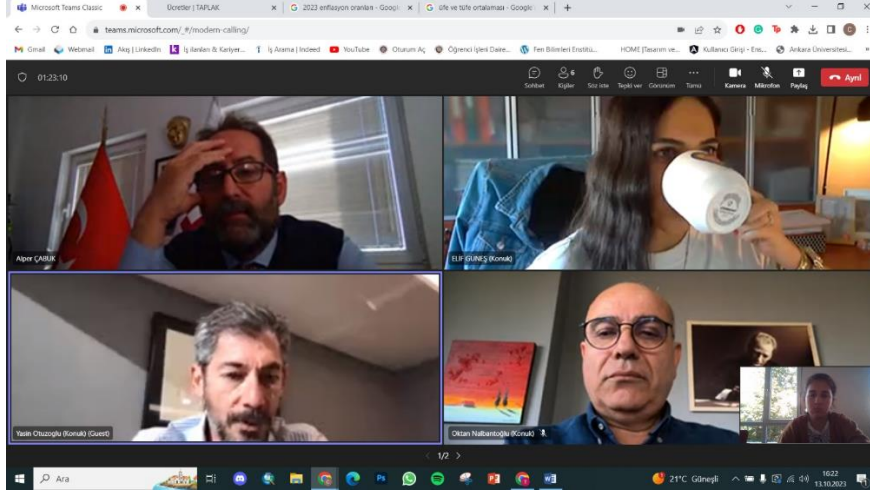 Microsoft Teams Classic
Ücretler | TAPLAK
2023 enflasyon oranları - Googl
üfe ve tüfe ortalaması - Google
teams.microsoft.com/_#/modern-calling/
Gmail
Webmail
Akış | LinkedIn
İş ilanları & Kariyer...
İş Arama | Indeed
YouTube
Oturum Aç
Öğrenci İşleri Daire...
Fen Bilimleri Enstitü...
HOME |Tasarım ve...
Kullanıcı Girişi - Ens...
Ankara Üniversitesi...
01:23:10
Sohbet
Kişiler 6
Söz iste
Tepki ver
Görünüm
Tümü
Kamera
Mikrofon
Paylaş
Ayrıl
Alper ÇABUK
ELİF GÜNEŞ (Konuk)
Yasin Otuzoglu (Konuk) (Guest)
Oktan Nalbantoğlu (Konuk)
1/2
Ara
21°C Güneşli
16:22
13.10.2023